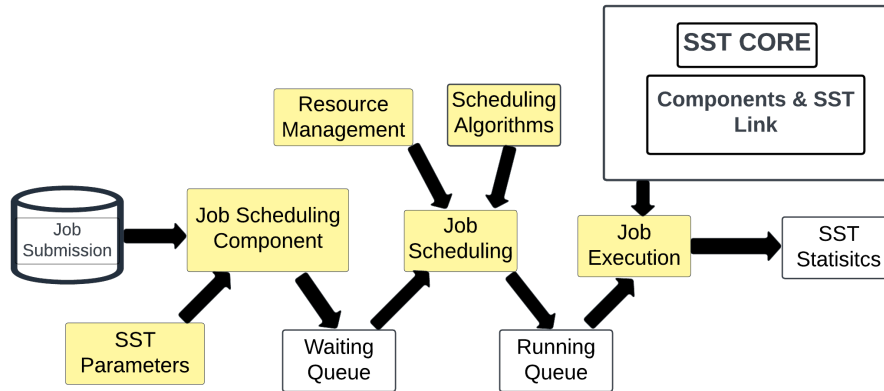 SST CORE
Components & SST
Link
Resource
Management
Scheduling
Algorithms
Job
Submission
Job Scheduling
Component
Job
Scheduling
Job
Execution
SST
Statisitcs
SST
Parameters
Waiting
Queue
Running
Queue